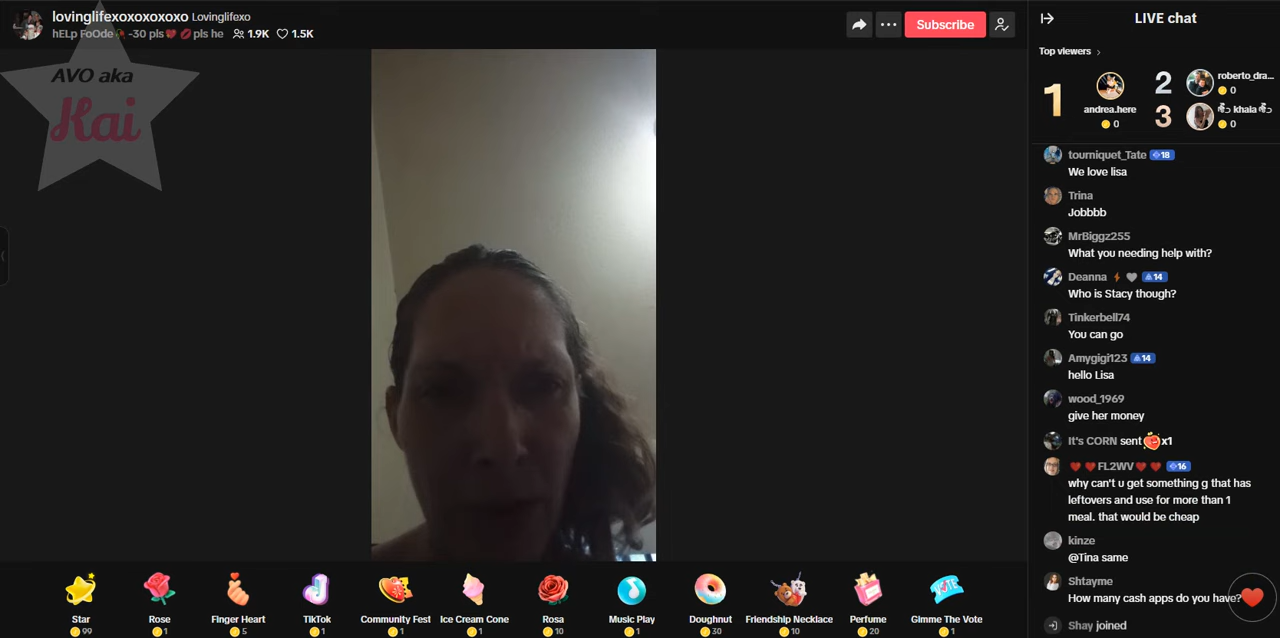 lovinglifexoxoxoxoxo Lovinglifexo
hELp FoOde🥀 -30 pls❤️ 💋pls he 1.9K 1.5K
Subscribe
AVO aka
Kai
LIVE chat
Top viewers
1
andrea.here
0
2
roberto_dra...
0
3
khala
0
tourniquet_Tate 18
We love lisa
Trina
Jobbbb
MrBiggz255
What you needing help with?
Deanna ⚡ 🤍 14
Who is Stacy though?
Tinkerbell74
You can go
Amygigi123 14
hello Lisa
wood_1969
give her money
It's CORN sent x1
❤️ ❤️FL2WV❤️ ❤️ 16
why can't u get something g that has
leftovers and use for more than 1
meal. that would be cheap
kinze
@Tina same
Shtayme
How many cash apps do you have?
Shay joined
Star
99
Rose
1
Finger Heart
5
TikTok
1
Community Fest
1
Ice Cream Cone
1
Rosa
10
Music Play
1
Doughnut
30
Friendship Necklace
10
Perfume
20
VOTE
Gimme The Vote
1